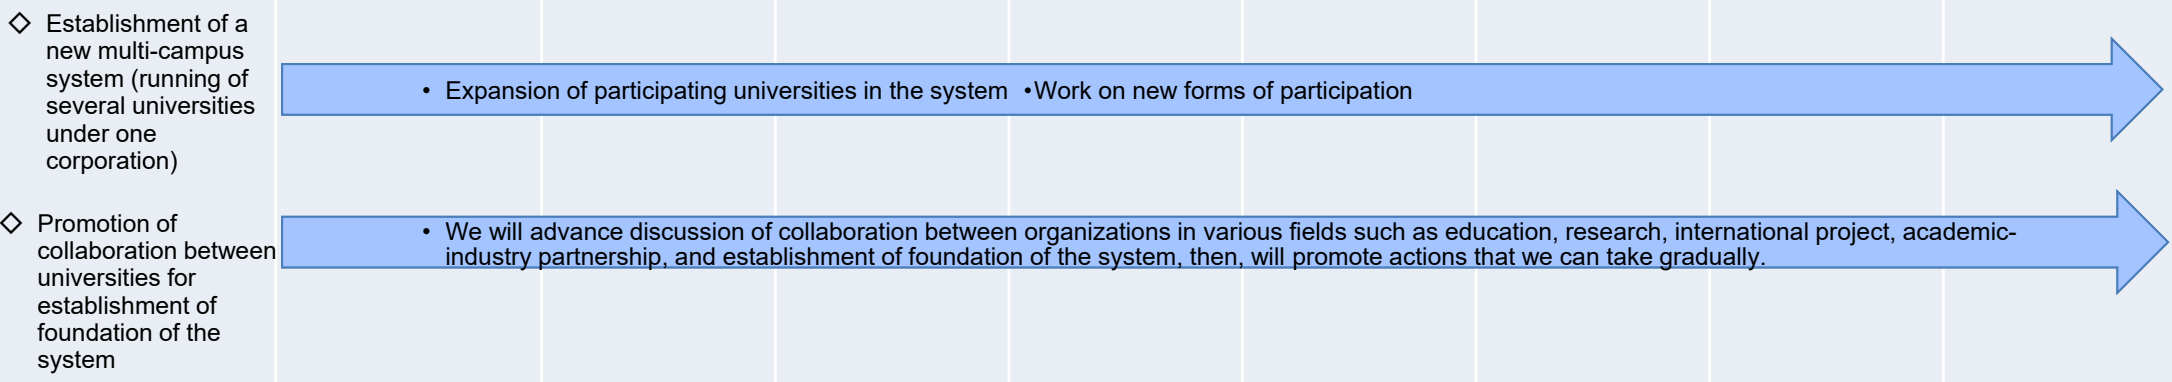 ◇ Establishment of a
new multi-campus
system (running of
several universities
under one
corporation)
• Expansion of participating universities in the system •Work on new forms of participation
◇ Promotion of
collaboration between
universities for
establishment of
foundation of the
system
• We will advance discussion of collaboration between organizations in various fields such as education, research, international project, academic-
industry partnership, and establishment of foundation of the system, then, will promote actions that we can take gradually.